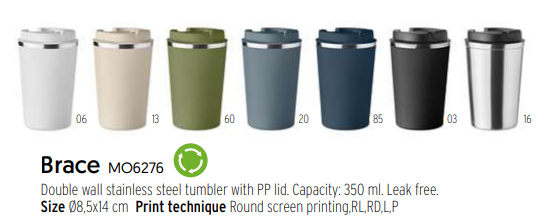 06 13 60 20 85 03 16
Brace MO6276
Double wall stainless steel tumbler with PP lid. Capacity: 350 ml. Leak free.
Size Ø8,5x14 cm Print technique Round screen printing,RL,RD,L,P